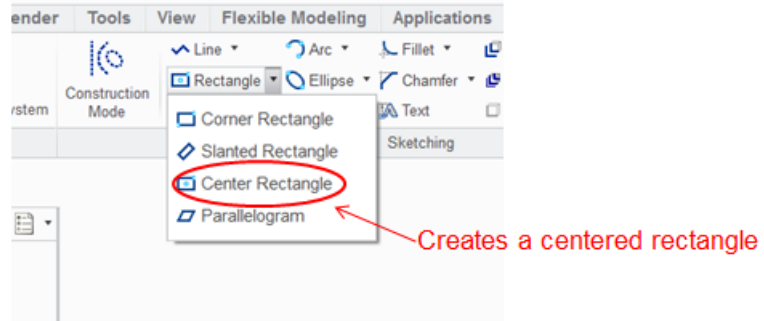 ender Tools View Flexible Modeling Applications
Line Arc Fillet
Rectangle Ellipse Chamfer
Construction
Mode
ystem
Text
Corner Rectangle
Sketching
Slanted Rectangle
Center Rectangle
Parallelogram
Creates a centered rectangle